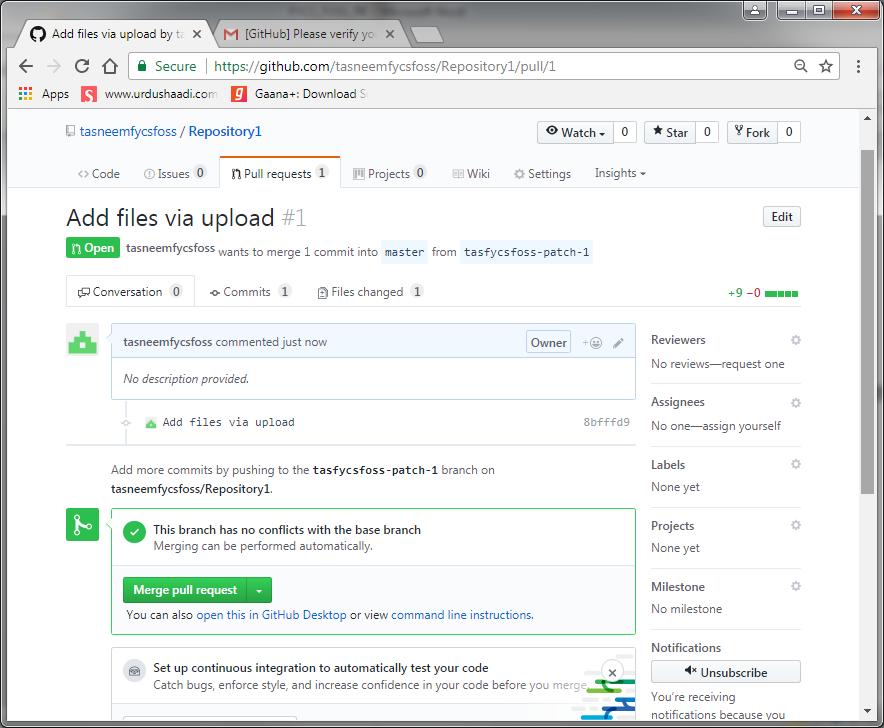 Add files via upload by ta
[GitHub] Please verify yo
Secure
https://github.com/tasneemfycsfoss/Repository1/pull/1
Apps
www.urdushaadi.com
Gaana+: Download S
tasneemfycsfoss / Repository1
Watch 0
Star 0
Fork 0
Code
Issues 0
Pull requests 1
Projects 0
Wiki
Settings
Insights
Add files via upload #1
Edit
Open
tasneemfycsfoss wants to merge 1 commit into master from tasfycsfoss-patch-1
Conversation 0
Commits 1
Files changed 1
+9 −0
tasneemfycsfoss commented just now
Owner
No description provided.
Add files via upload
8bfffd9
Add more commits by pushing to the tasfycsfoss-patch-1 branch on
tasneemfycsfoss/Repository1.
This branch has no conflicts with the base branch
Merging can be performed automatically.
Merge pull request
You can also open this in GitHub Desktop or view command line instructions.
Set up continuous integration to automatically test your code
Catch bugs, enforce style, and increase confidence in your code before you merge.
Reviewers
No reviews—request one
Assignees
No one—assign yourself
Labels
None yet
Projects
None yet
Milestone
No milestone
Notifications
Unsubscribe
You're receiving
notifications because you